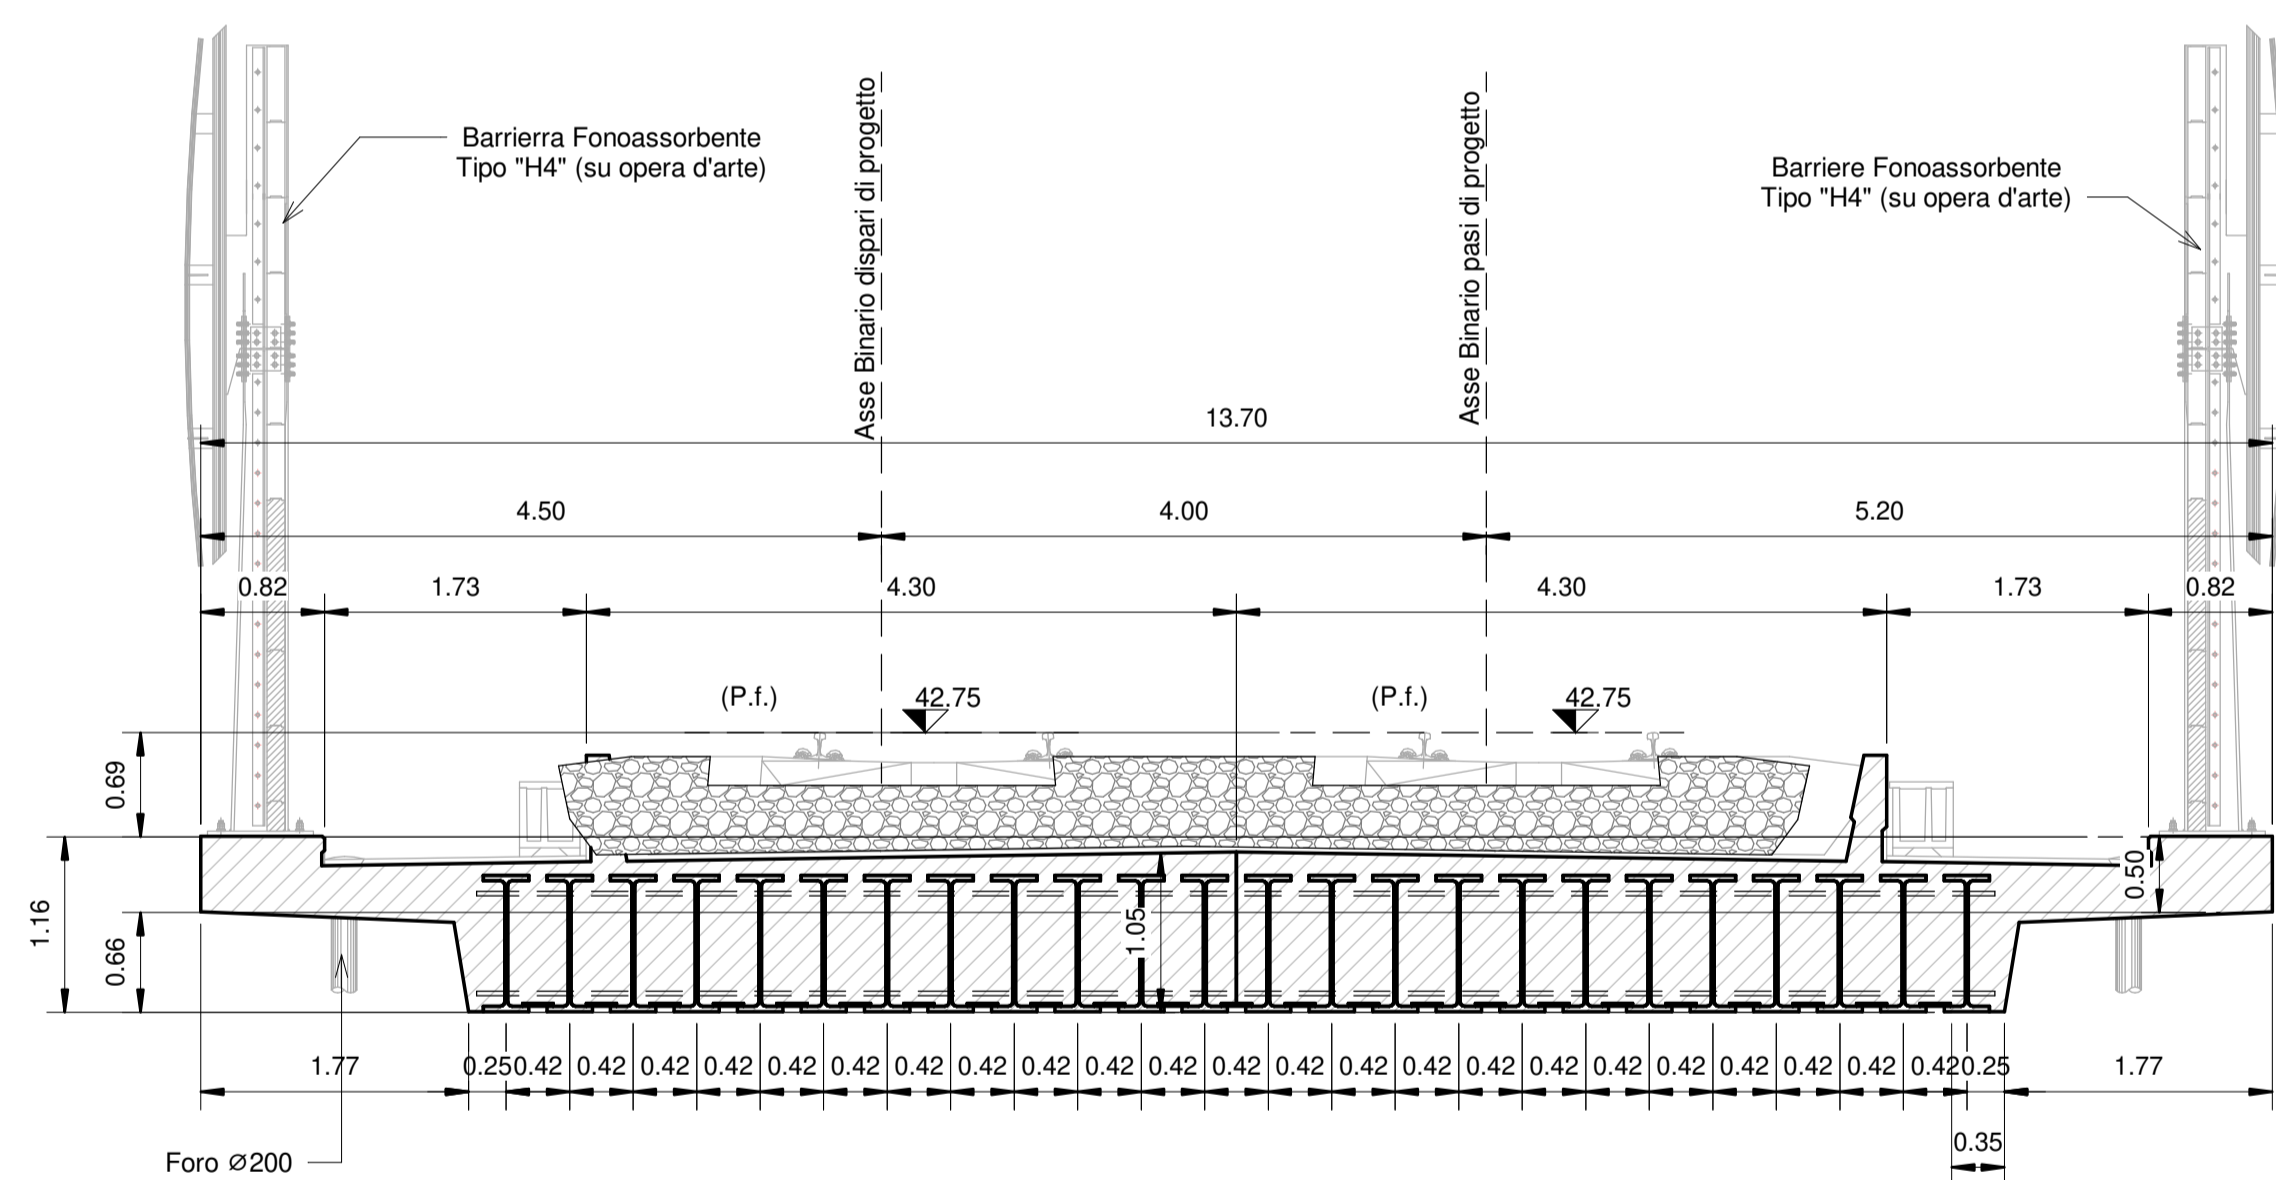 Asse Binario dispari di progetto
Asse Binario pasi di progetto
Barrierra Fonoassorbente
Tipo "H4" (su opera d'arte)
Barriere Fonoassorbente
Tipo "H4" (su opera d'arte)
13.70
4.50 4.00 5.20
0.82 1.73 4.30 4.30 1.73 0.82
(P.f.) 42.75 (P.f.) 42.75
0.69
1.16
0.66
1.05
0.50
1.77 0.25 0.42 0.42 0.42 0.42 0.42 0.42 0.42 0.42 0.42 0.42 0.42 0.42 0.42 0.42 0.42 0.42 0.42 0.42 0.42 0.42 0.42 0.42 0.42 0.25 1.77
0.35
Foro ⌀200